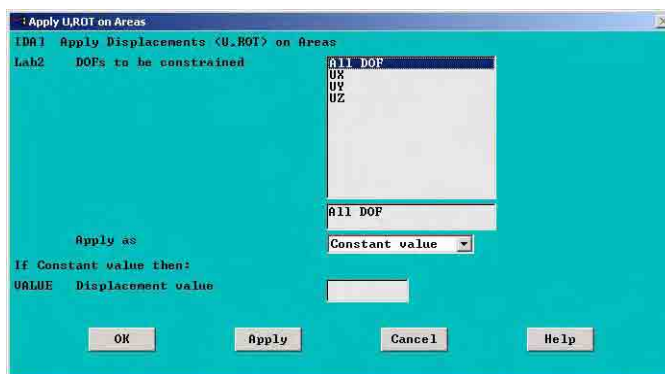 Apply U,ROT on Areas
[DA] Apply Displacements (U,ROT) on Areas
Lab2 DOFs to be constrained
All DOF
UX
UY
UZ
All DOF
Apply as Constant value
If Constant value then:
VALUE Displacement value
OK Apply Cancel Help